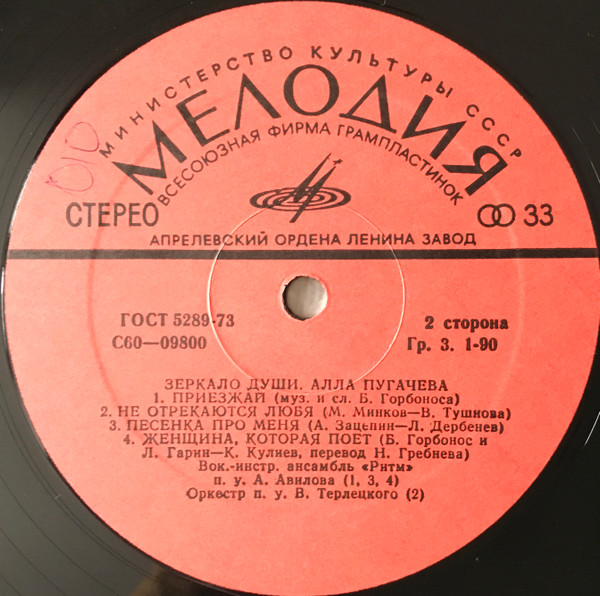 МИНИСТЕРСТВО КУЛЬТУРЫ СССР
МЕЛОДИЯ
ВСЕСОЮЗНАЯ ФИРМА ГРАМПЛАСТИНОК
СТЕРЕО
33
АПРЕЛЕВСКИЙ ОРДЕНА ЛЕНИНА ЗАВОД
ГОСТ 5289-73
2 сторона
С60—09800
Гр. 3. 1-90
ЗЕРКАЛО ДУШИ. АЛЛА ПУГАЧЕВА
1. ПРИЕЗЖАЙ (муз. и сл. Б. Горбоноса)
2. НЕ ОТРЕКАЮТСЯ ЛЮБЯ (М. Минков—В. Тушнова)
3. ПЕСЕНКА ПРО МЕНЯ (А. Зацепин—Л. Дербенев)
4. ЖЕНЩИНА, КОТОРАЯ ПОЕТ (Б. Горбонос и
Л. Гарин—К. Кулиев, перевод Н. Гребнева)
Вок.-инстр. ансамбль «Ритм»
п. у. А. Авилова (1, 3, 4)
Оркестр п. у. В. Терлецкого (2)